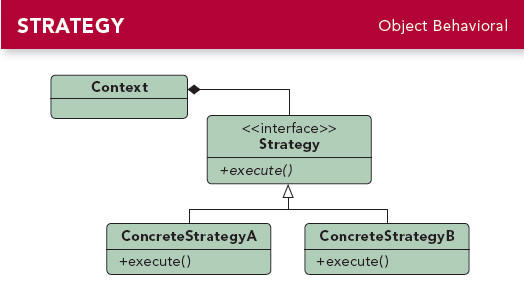 STRATEGY
Object Behavioral
Context
<<interface>>
Strategy
+execute()
ConcreteStrategyA
+execute()
ConcreteStrategyB
+execute()